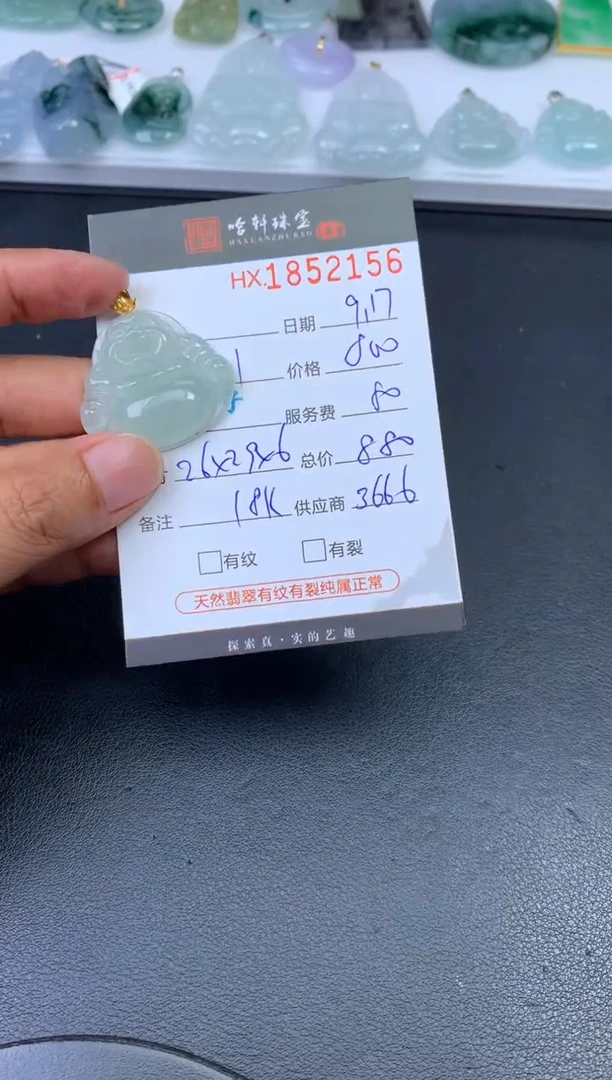 哈轩珠宝
HAXUANZHUBAO
HX.1852156
日期 9.17
1 价格 800
服务费 80
26x29x6 总价 880
备注 18K 供应商 3666
有纹 有裂
天然翡翠有纹有裂纯属正常
探索真·实的艺趣